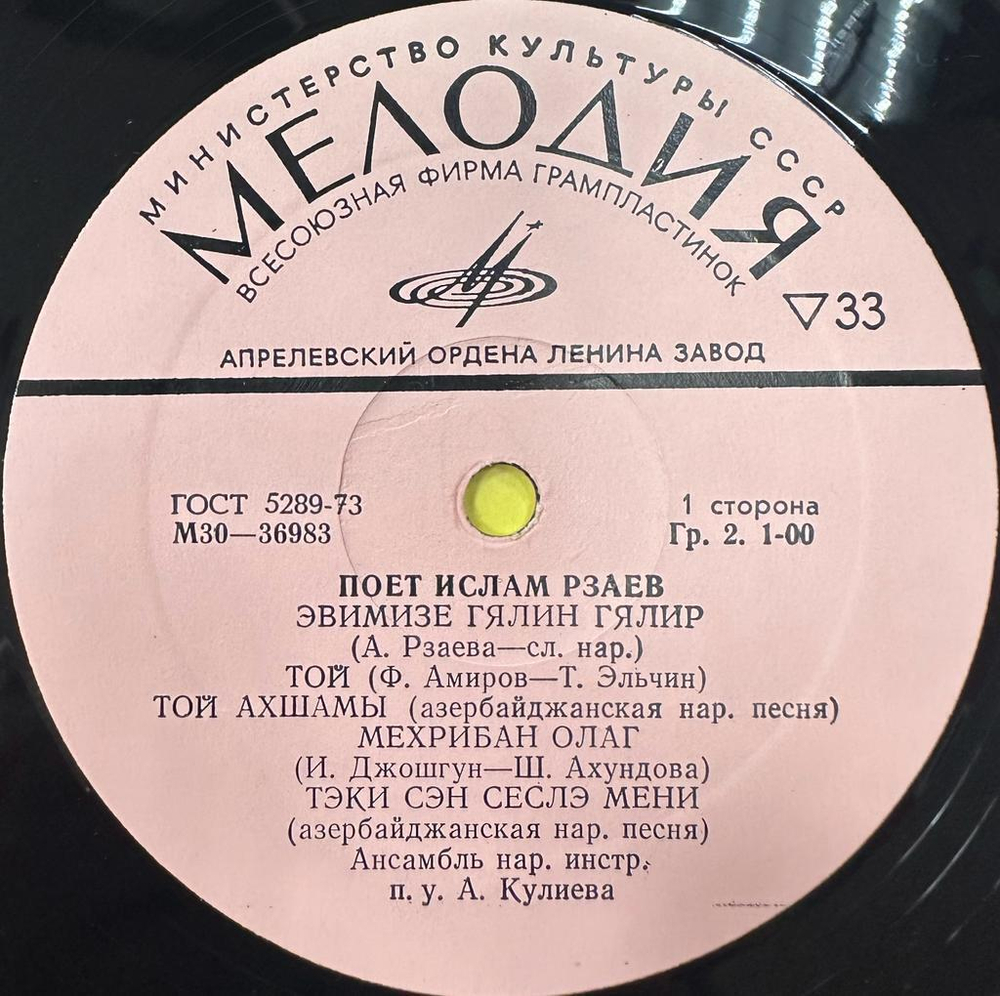 МИНИСТЕРСТВО КУЛЬТУРЫ СССР
МЕЛОДИЯ
ВСЕСОЮЗНАЯ ФИРМА ГРАМПЛАСТИНОК
▽33
АПРЕЛЕВСКИЙ ОРДЕНА ЛЕНИНА ЗАВОД
ГОСТ 5289-73
М30—36983
1 сторона
Гр. 2. 1-00
ПОЕТ ИСЛАМ РЗАЕВ
ЭВИМИЗЕ ГЯЛИН ГЯЛИР
(А. Рзаева—сл. нар.)
ТОЙ (Ф. Амиров—Т. Эльчин)
ТОЙ АХШАМЫ (азербайджанская нар. песня)
МЕХРИБАН ОЛАГ
(И. Джошгун—Ш. Ахундова)
ТЭКИ СЭН СЕСЛЭ МЕНИ
(азербайджанская нар. песня)
Ансамбль нар. инстр.
п. у. А. Кулиева